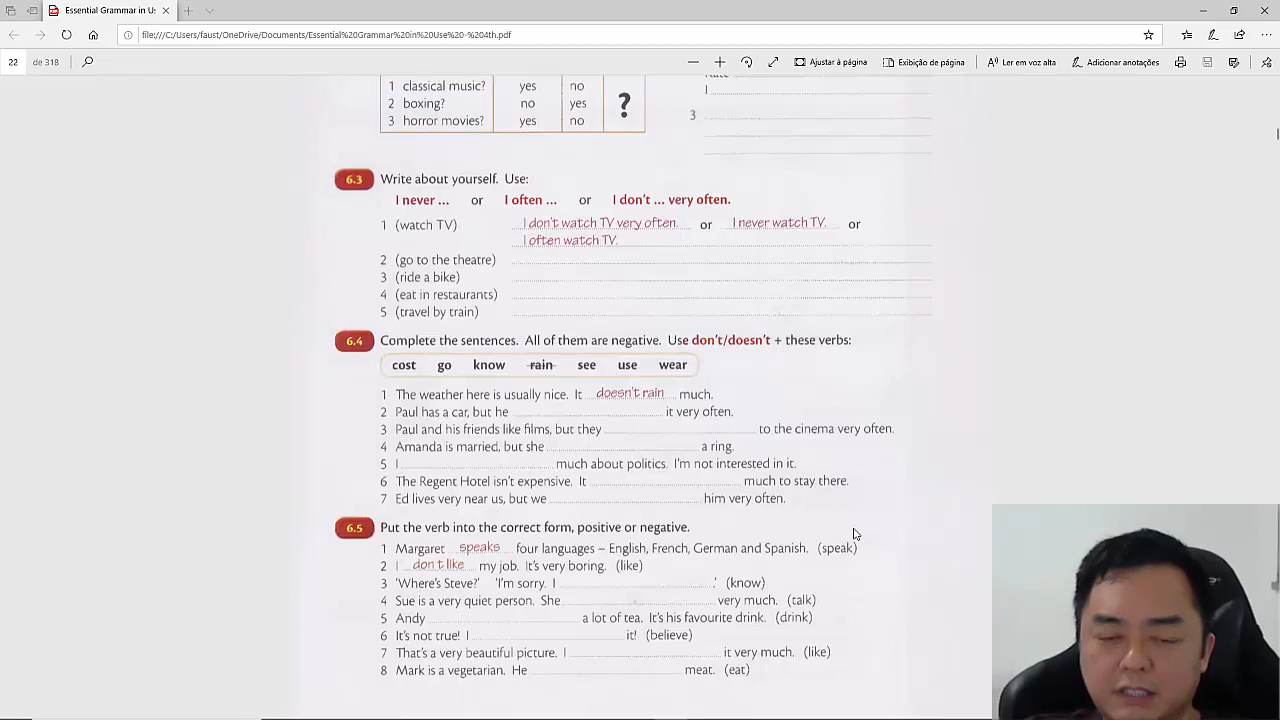 Essential Grammar in Us
file:///C:/Users/faust/OneDrive/Documents/Essential%20Grammar%20in%20Use%20-%204th.pdf
22 de 318 Ajustar à página Exibição de página Ler em voz alta Adicionar anotações
1 classical music? yes no
2 boxing? no yes ?
3 horror movies? yes no
I
3
6.3 Write about yourself. Use:
I never ... or I often ... or I don't ... very often.
1 (watch TV) I don't watch TV very often. or I never watch TV. or
I often watch TV.
2 (go to the theatre)
3 (ride a bike)
4 (eat in restaurants)
5 (travel by train)
6.4 Complete the sentences. All of them are negative. Use don't/doesn't + these verbs:
cost go know rain see use wear
1 The weather here is usually nice. It doesn't rain much.
2 Paul has a car, but he it very often.
3 Paul and his friends like films, but they to the cinema very often.
4 Amanda is married, but she a ring.
5 I much about politics. I'm not interested in it.
6 The Regent Hotel isn't expensive. It much to stay there.
7 Ed lives very near us, but we him very often.
6.5 Put the verb into the correct form, positive or negative.
1 Margaret speaks four languages – English, French, German and Spanish. (speak)
2 I don't like my job. It's very boring. (like)
3 'Where's Steve?' 'I'm sorry. I .' (know)
4 Sue is a very quiet person. She very much. (talk)
5 Andy a lot of tea. It's his favourite drink. (drink)
6 It's not true! I it! (believe)
7 That's a very beautiful picture. I it very much. (like)
8 Mark is a vegetarian. He meat. (eat)